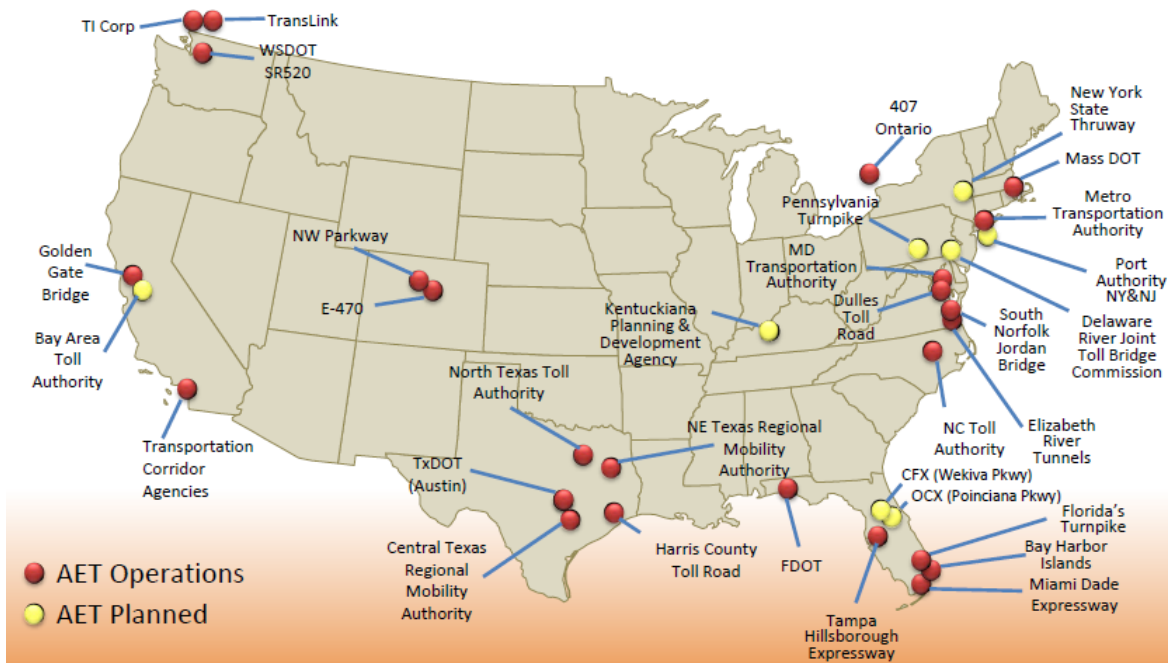 TI Corp
TransLink
WSDOT
SR520
407
Ontario
New York
State
Thruway
Mass DOT
Metro
Transportation
Authority
Pennsylvania
Turnpike
Port
Authority
NY&NJ
MD
Transportation
Authority
Dulles
Toll
Road
South
Norfolk
Jordan
Bridge
Delaware
River Joint
Toll Bridge
Commission
Golden
Gate
Bridge
NW Parkway
E-470
Bay Area
Toll
Authority
Kentuckiana
Planning &
Development
Agency
North Texas Toll
Authority
NE Texas Regional
Mobility
Authority
NC Toll
Authority
Elizabeth
River
Tunnels
Transportation
Corridor
Agencies
TxDOT
(Austin)
CFX (Wekiva Pkwy)
OCX (Poinciana Pkwy)
Florida's
Turnpike
Bay Harbor
Islands
Miami Dade
Expressway
Central Texas
Regional
Mobility
Authority
Harris County
Toll Road
FDOT
Tampa
Hillsborough
Expressway
AET Operations
AET Planned